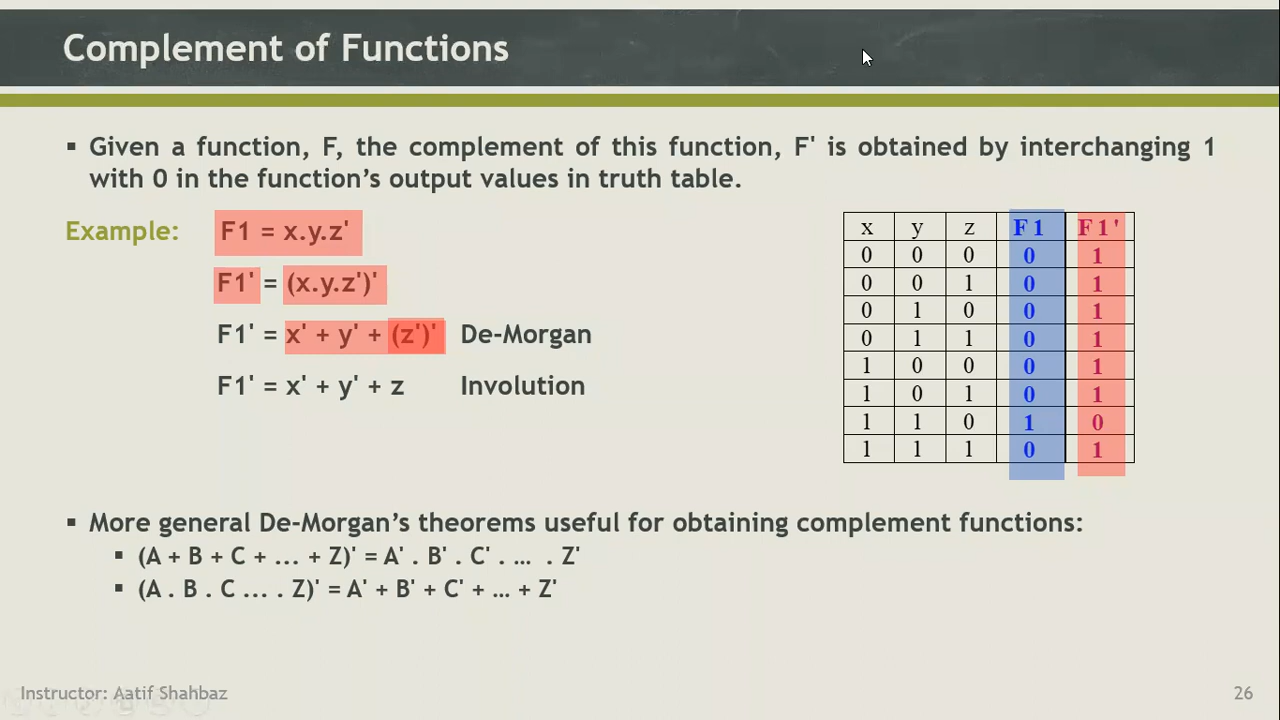 Complement of Functions
▪ Given a function, F, the complement of this function, F' is obtained by interchanging 1
with 0 in the function's output values in truth table.
Example: F1 = x.y.z'
F1' = (x.y.z')'
F1' = x' + y' + (z')' De-Morgan
F1' = x' + y' + z Involution
x y z F1 F1'
0 0 0 0 1
0 0 1 0 1
0 1 0 0 1
0 1 1 0 1
1 0 0 0 1
1 0 1 0 1
1 1 0 1 0
1 1 1 0 1
▪ More general De-Morgan's theorems useful for obtaining complement functions:
▪ (A + B + C + ... + Z)' = A' . B' . C' . … . Z'
▪ (A . B . C ... . Z)' = A' + B' + C' + … + Z'
Instructor: Aatif Shahbaz
26